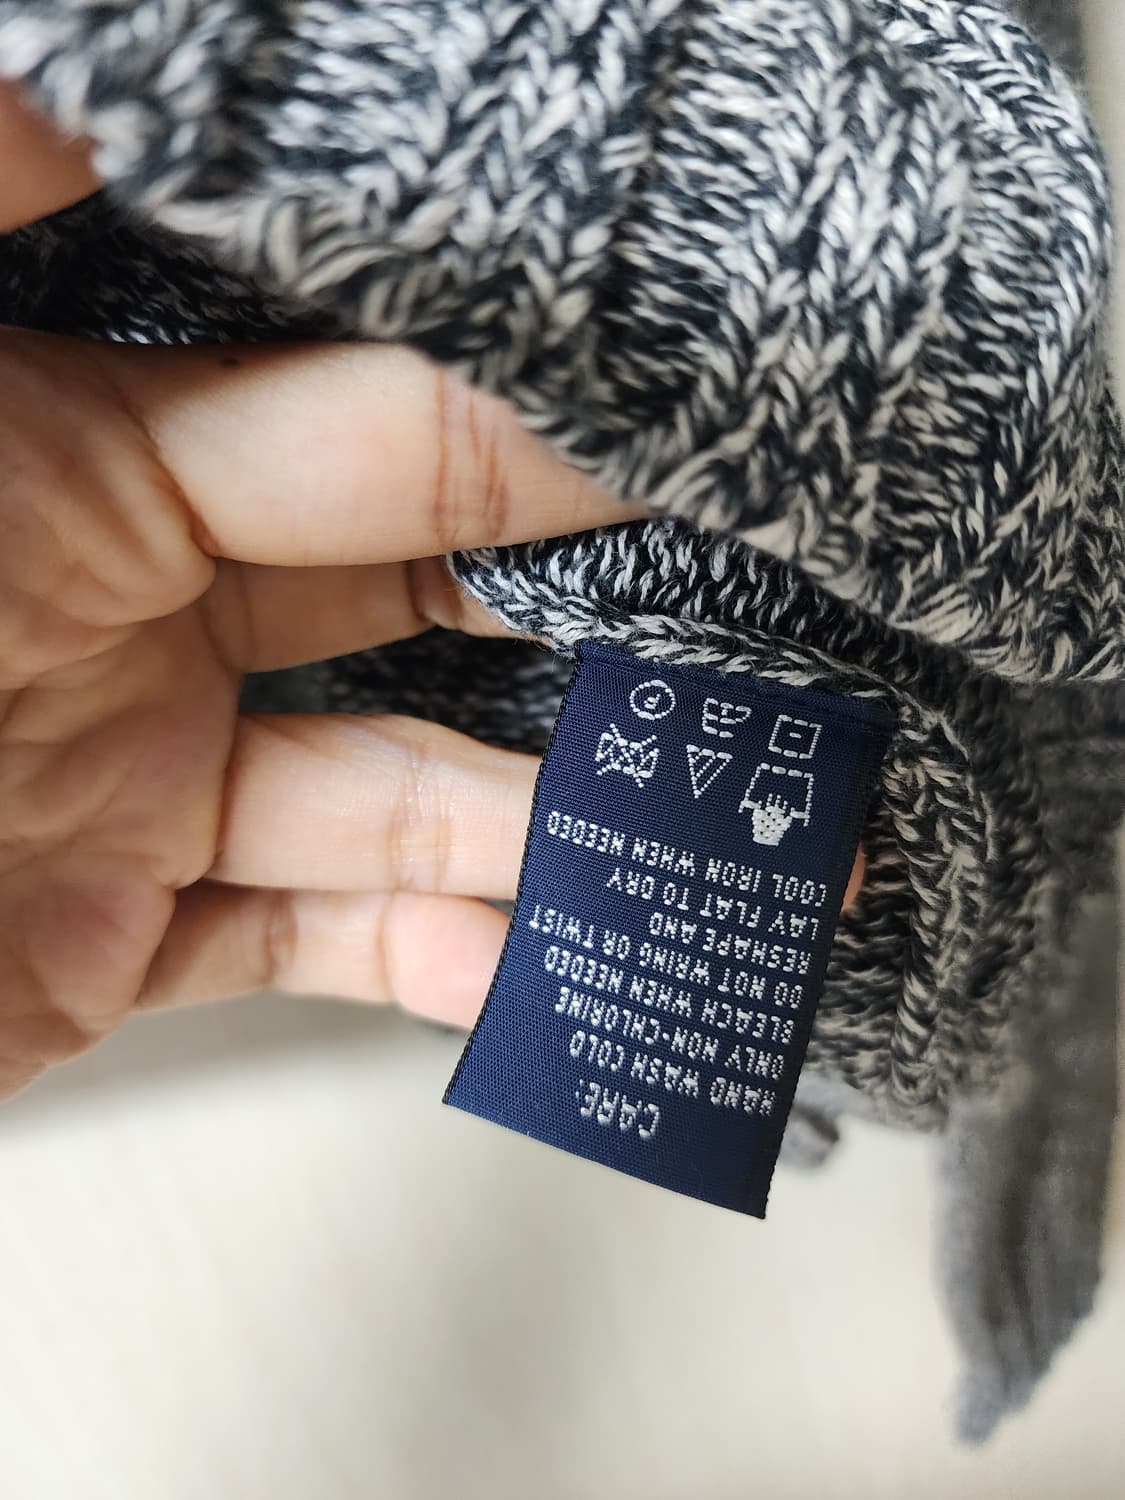 CARE:
HAND WASH COLD
ONLY NON-CHLORINE
BLEACH WHEN NEEDED
DO NOT WRING OR TWIST
RESHAPE AND
LAY FLAT TO DRY
COOL IRON WHEN NEEDED
F